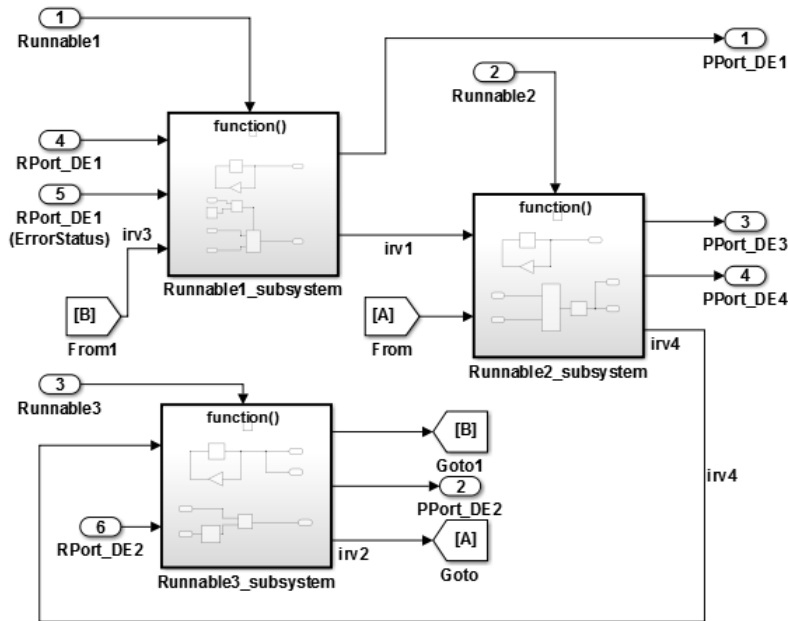 1
Runnable1
1
PPort_DE1
2
Runnable2
function()
4
RPort_DE1
5
RPort_DE1
(ErrorStatus)
irv3
irv1
Runnable1_subsystem
[B]
From1
function()
3
PPort_DE3
4
PPort_DE4
[A]
From
irv4
Runnable2_subsystem
3
Runnable3
function()
[B]
Goto1
2
PPort_DE2
irv4
6
RPort_DE2
irv2
[A]
Goto
Runnable3_subsystem